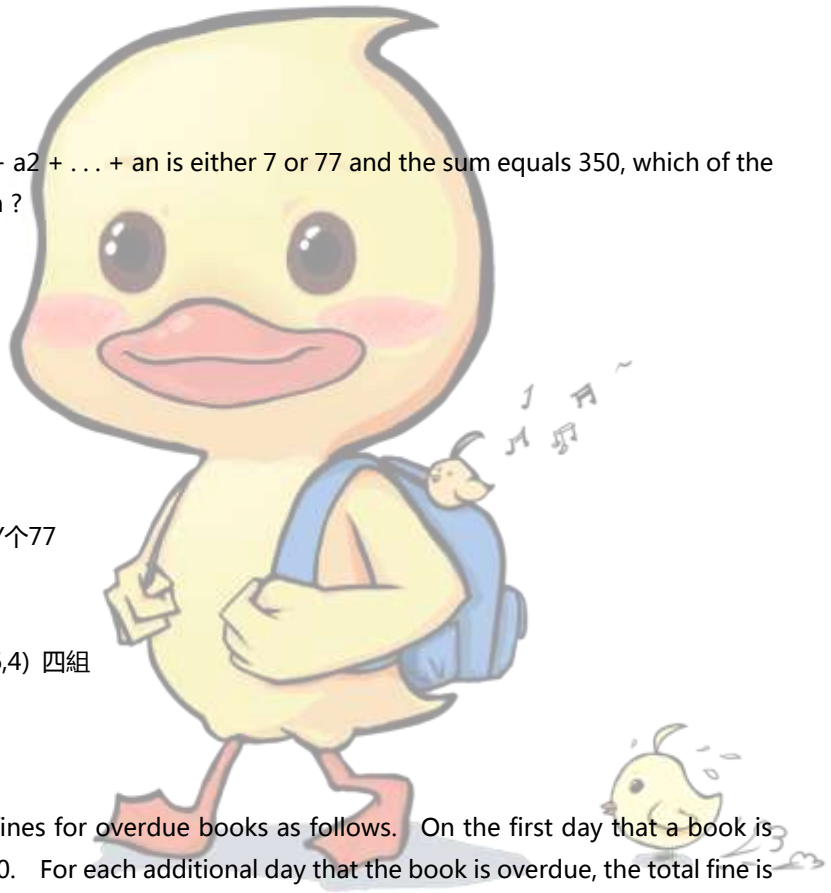 - a2 + . . . + an is either 7 or 77 and the sum equals 350, which of the
n ?
Y个77
,4) 四組
ines for overdue books as follows. On the first day that a book is
0. For each additional day that the book is overdue, the total fine is